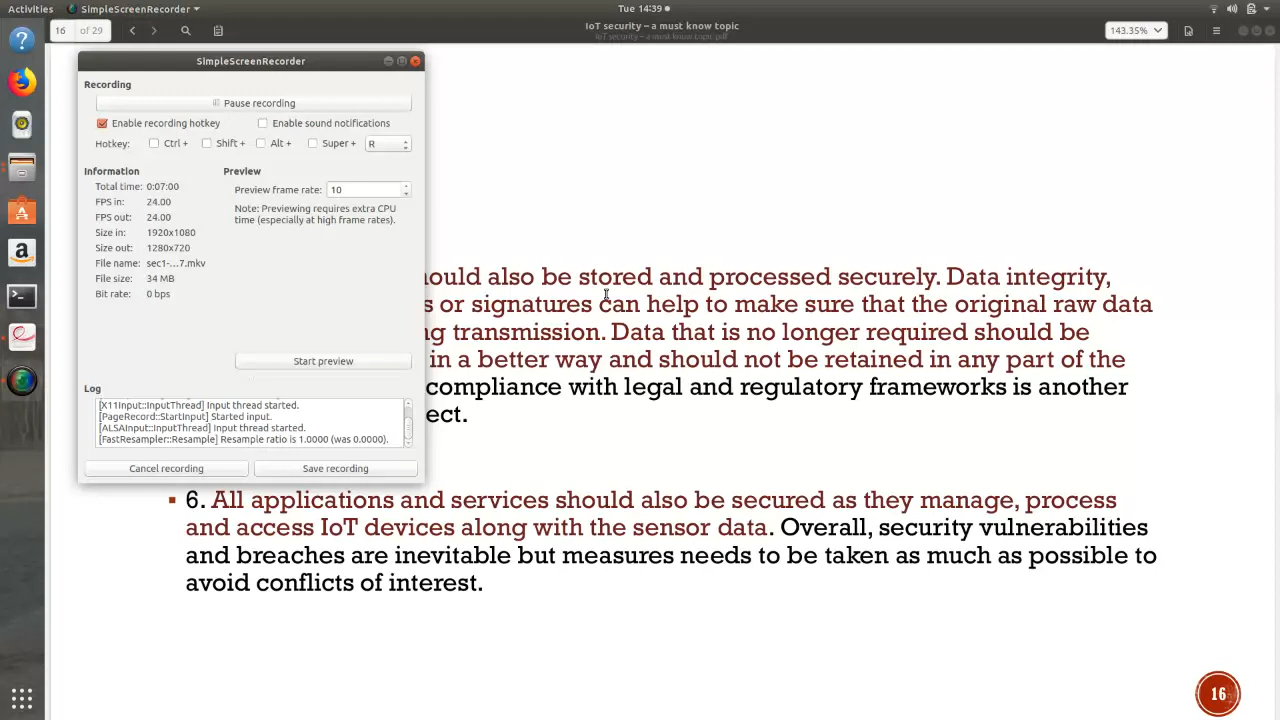 Activities
SimpleScreenRecorder
Tue 14:39
16 of 29
IoT security – a must know topic
IoT security – a must know topic.pdf
143.35%
SimpleScreenRecorder
Recording
Pause recording
Enable recording hotkey
Enable sound notifications
Hotkey: Ctrl + Shift + Alt + Super + R
Information
Total time: 0:07:00
FPS in: 24.00
FPS out: 24.00
Size in: 1920x1080
Size out: 1280x720
File name: sec1-...7.mkv
File size: 34 MB
Bit rate: 0 bps
Preview
Preview frame rate: 10
Note: Previewing requires extra CPU
time (especially at high frame rates).
Start preview
Log
[X11Input::InputThread] Input thread started.
[PageRecord::StartInput] Started input.
[ALSAInput::InputThread] Input thread started.
[FastResampler::Resample] Resample ratio is 1.0000 (was 0.0000).
Cancel recording
Save recording
also be stored and processed securely. Data integrity,
or signatures can help to make sure that the original raw data
transmission. Data that is no longer required should be
in a better way and should not be retained in any part of the
compliance with legal and regulatory frameworks is another
6. All applications and services should also be secured as they manage, process
and access IoT devices along with the sensor data. Overall, security vulnerabilities
and breaches are inevitable but measures needs to be taken as much as possible to
avoid conflicts of interest.
16